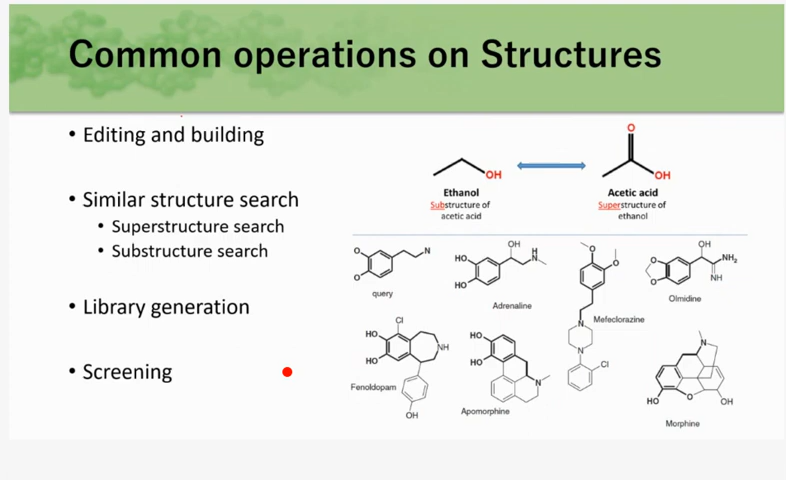 Common operations on Structures
• Editing and building
• Similar structure search
• Superstructure search
• Substructure search
• Library generation
• Screening
O
OH
OH
Ethanol
Substructure of
acetic acid
Acetic acid
Superstructure of
ethanol
O
O
N
query
OH
HO
HO
H
N
Adrenaline
O
O
N
N
Cl
Mefeclorazine
O
O
OH
NH2
NH
Olmidine
Cl
HO
HO
NH
OH
Fenoldopam
HO
HO
N
Apomorphine
N
HO
O
OH
Morphine